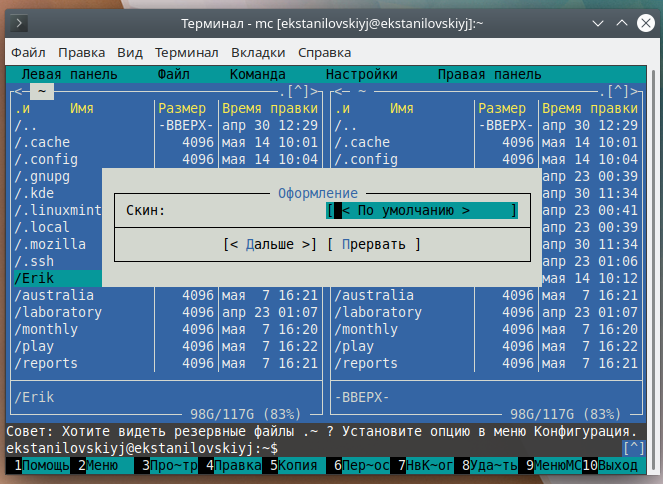 Терминал - mc [ekstanilovskiyj@ekstanilovskiyj]:~
Файл Правка Вид Терминал Вкладки Справка
Левая панель Файл Команда Настройки Правая панель
<— ~ .[^]> <— ~ .[^]>
.и Имя Размер Время правки .и Имя Размер Время правки
/.. -ВВЕРХ- апр 30 12:29 /.. -ВВЕРХ- апр 30 12:29
/.cache 4096 мая 14 10:01 /.cache 4096 мая 14 10:01
/.config 4096 мая 14 10:04 /.config 4096 мая 14 10:04
/.gnupg апр 23 00:39
/.kde Оформление апр 30 11:34
/.linuxmint Скин: [ < По умолчанию > ] апр 23 00:41
/.local апр 23 00:39
/.mozilla [< Дальше >] [ Прервать ] апр 30 11:34
/.ssh апр 23 01:06
/Erik мая 14 10:12
/australia 4096 мая 7 16:21 /australia 4096 мая 7 16:21
/laboratory 4096 апр 23 01:07 /laboratory 4096 апр 23 01:07
/monthly 4096 мая 7 16:20 /monthly 4096 мая 7 16:20
/play 4096 мая 7 16:22 /play 4096 мая 7 16:22
/reports 4096 мая 7 16:21 /reports 4096 мая 7 16:21
/Erik -ВВЕРХ-
98G/117G (83%) 98G/117G (83%)
Совет: Хотите видеть резервные файлы .~ ? Установите опцию в меню Конфигурация.
ekstanilovskiyj@ekstanilovskiyj:~$ [^]
1Помощь 2Меню 3Про~тр 4Правка 5Копия 6Пер~ос 7НвК~ог 8Уда~ть 9МенюMC 10Выход